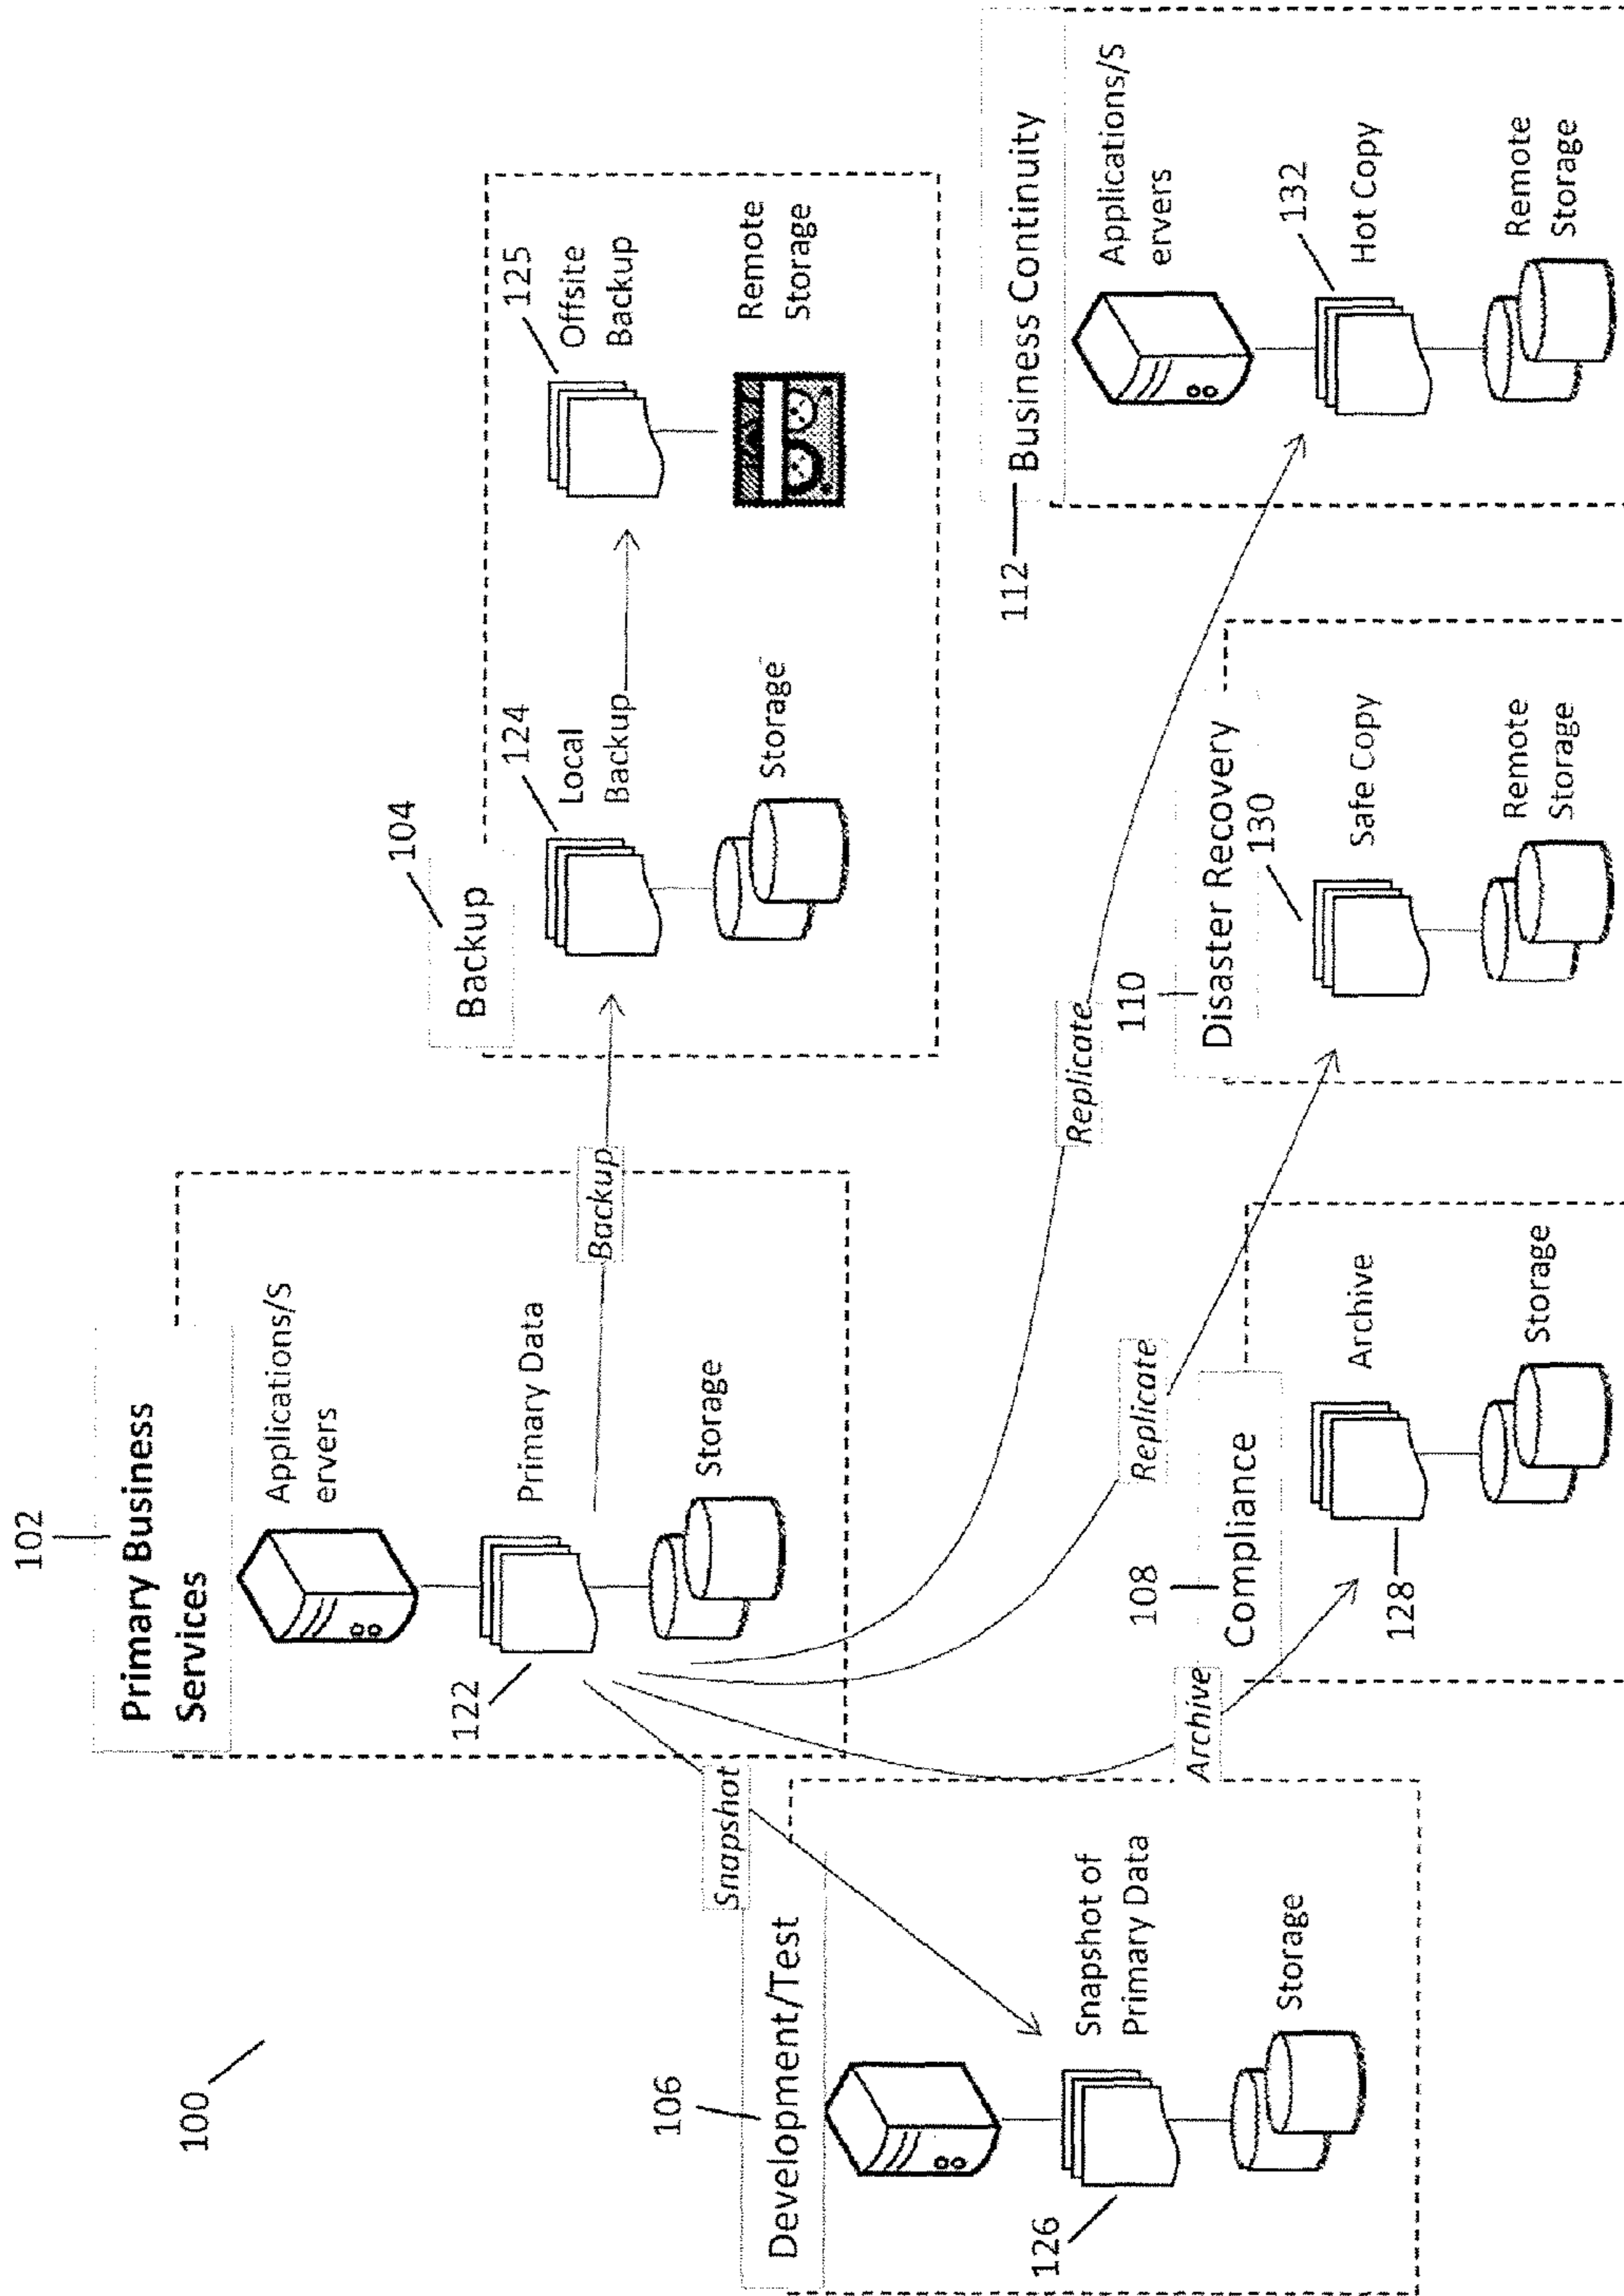 100
102
Primary Business
Services
Applications/S
ervers
122
Primary Data
Storage
Backup
104
Backup
124
Local
Backup
Storage
125
Offsite
Backup
Remote
Storage
Snapshot
106
Development/Test
126
Snapshot of
Primary Data
Storage
Archive
108
Compliance
128
Archive
Storage
Replicate
110
Disaster Recovery
130
Safe Copy
Remote
Storage
Replicate
112
Business Continuity
Applications/S
ervers
132
Hot Copy
Remote
Storage